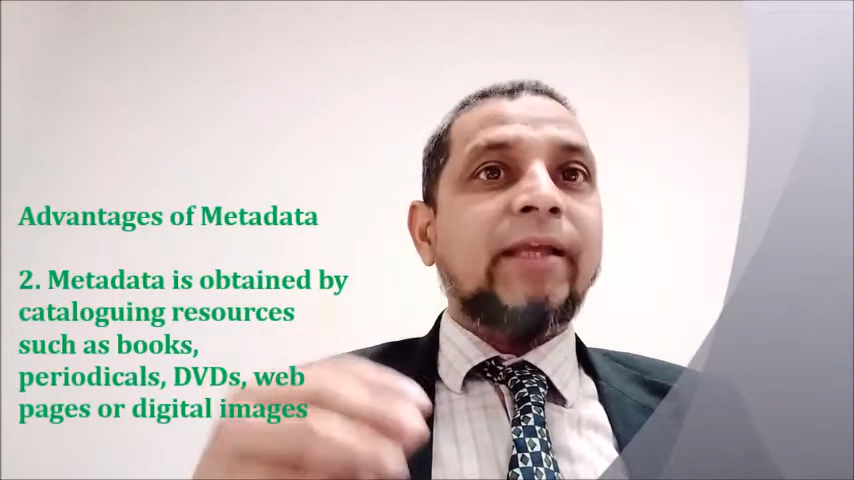 Advantages of Metadata
2. Metadata is obtained by
cataloguing resources
such as books,
periodicals, DVDs, web
pages or digital images